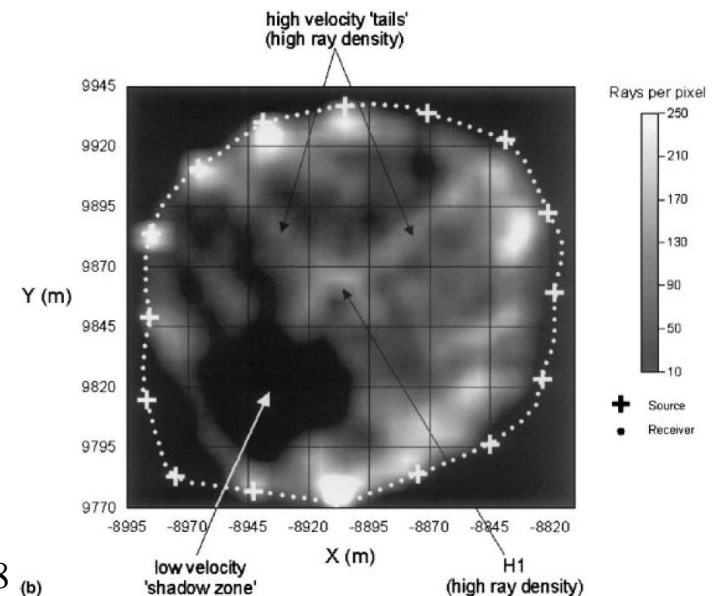 high velocity 'tails'
(high ray density)
9945
9920
9895
9870
9845
9820
9795
9770
Y (m)
-8995 -8970 -8945 -8920 -8895 -8870 -8845 -8820
X (m)
Rays per pixel
250
210
170
130
90
50
10
Source
Receiver
low velocity
'shadow zone'
H1
(high ray density)
8 (b)